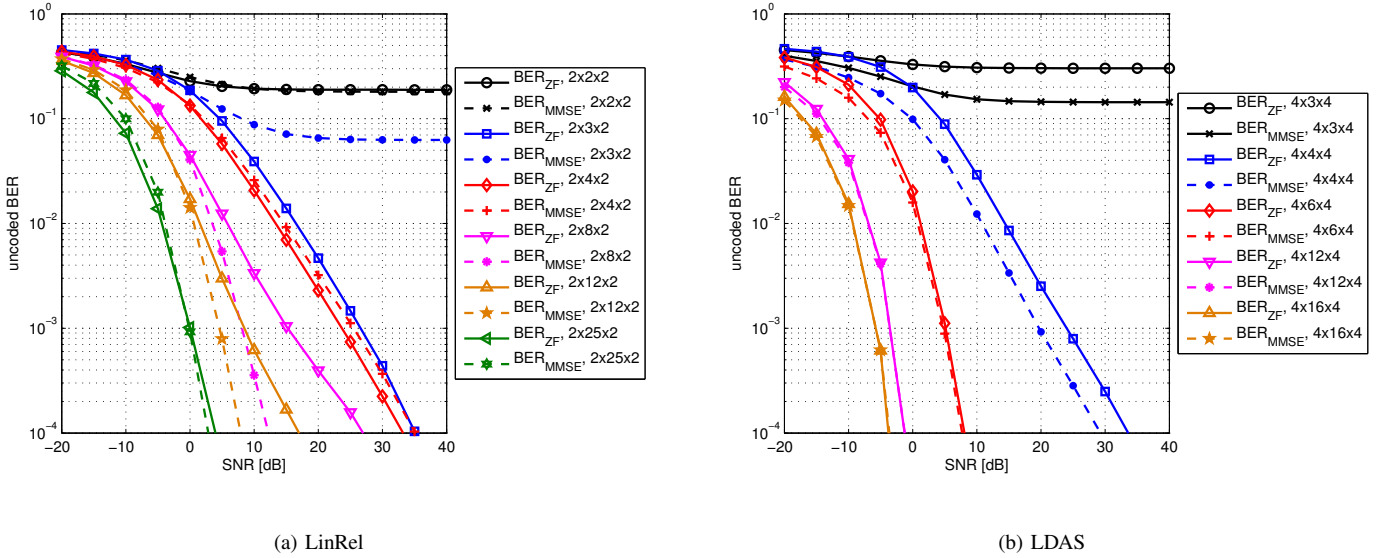 10^0
10^-1
10^-2
10^-3
10^-4
−20
−10
0
10
20
30
40
SNR [dB]
uncoded BER
BER_ZF, 2x2x2
BER_MMSE, 2x2x2
BER_ZF, 2x3x2
BER_MMSE, 2x3x2
BER_ZF, 2x4x2
BER_MMSE, 2x4x2
BER_ZF, 2x8x2
BER_MMSE, 2x8x2
BER_ZF, 2x12x2
BER_MMSE, 2x12x2
BER_ZF, 2x25x2
BER_MMSE, 2x25x2
(a) LinRel
10^0
10^-1
10^-2
10^-3
10^-4
−20
−10
0
10
20
30
40
SNR [dB]
uncoded BER
BER_ZF, 4x3x4
BER_MMSE, 4x3x4
BER_ZF, 4x4x4
BER_MMSE, 4x4x4
BER_ZF, 4x6x4
BER_MMSE, 4x6x4
BER_ZF, 4x12x4
BER_MMSE, 4x12x4
BER_ZF, 4x16x4
BER_MMSE, 4x16x4
(b) LDAS